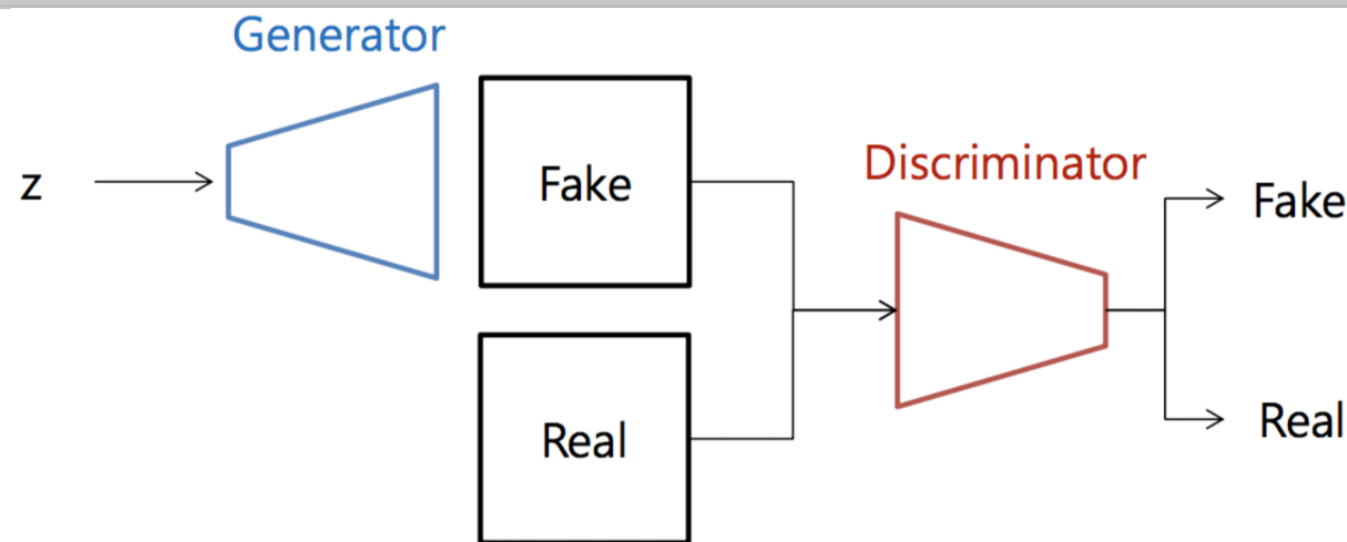 Generator
z
Fake
Real
Discriminator
Fake
Real